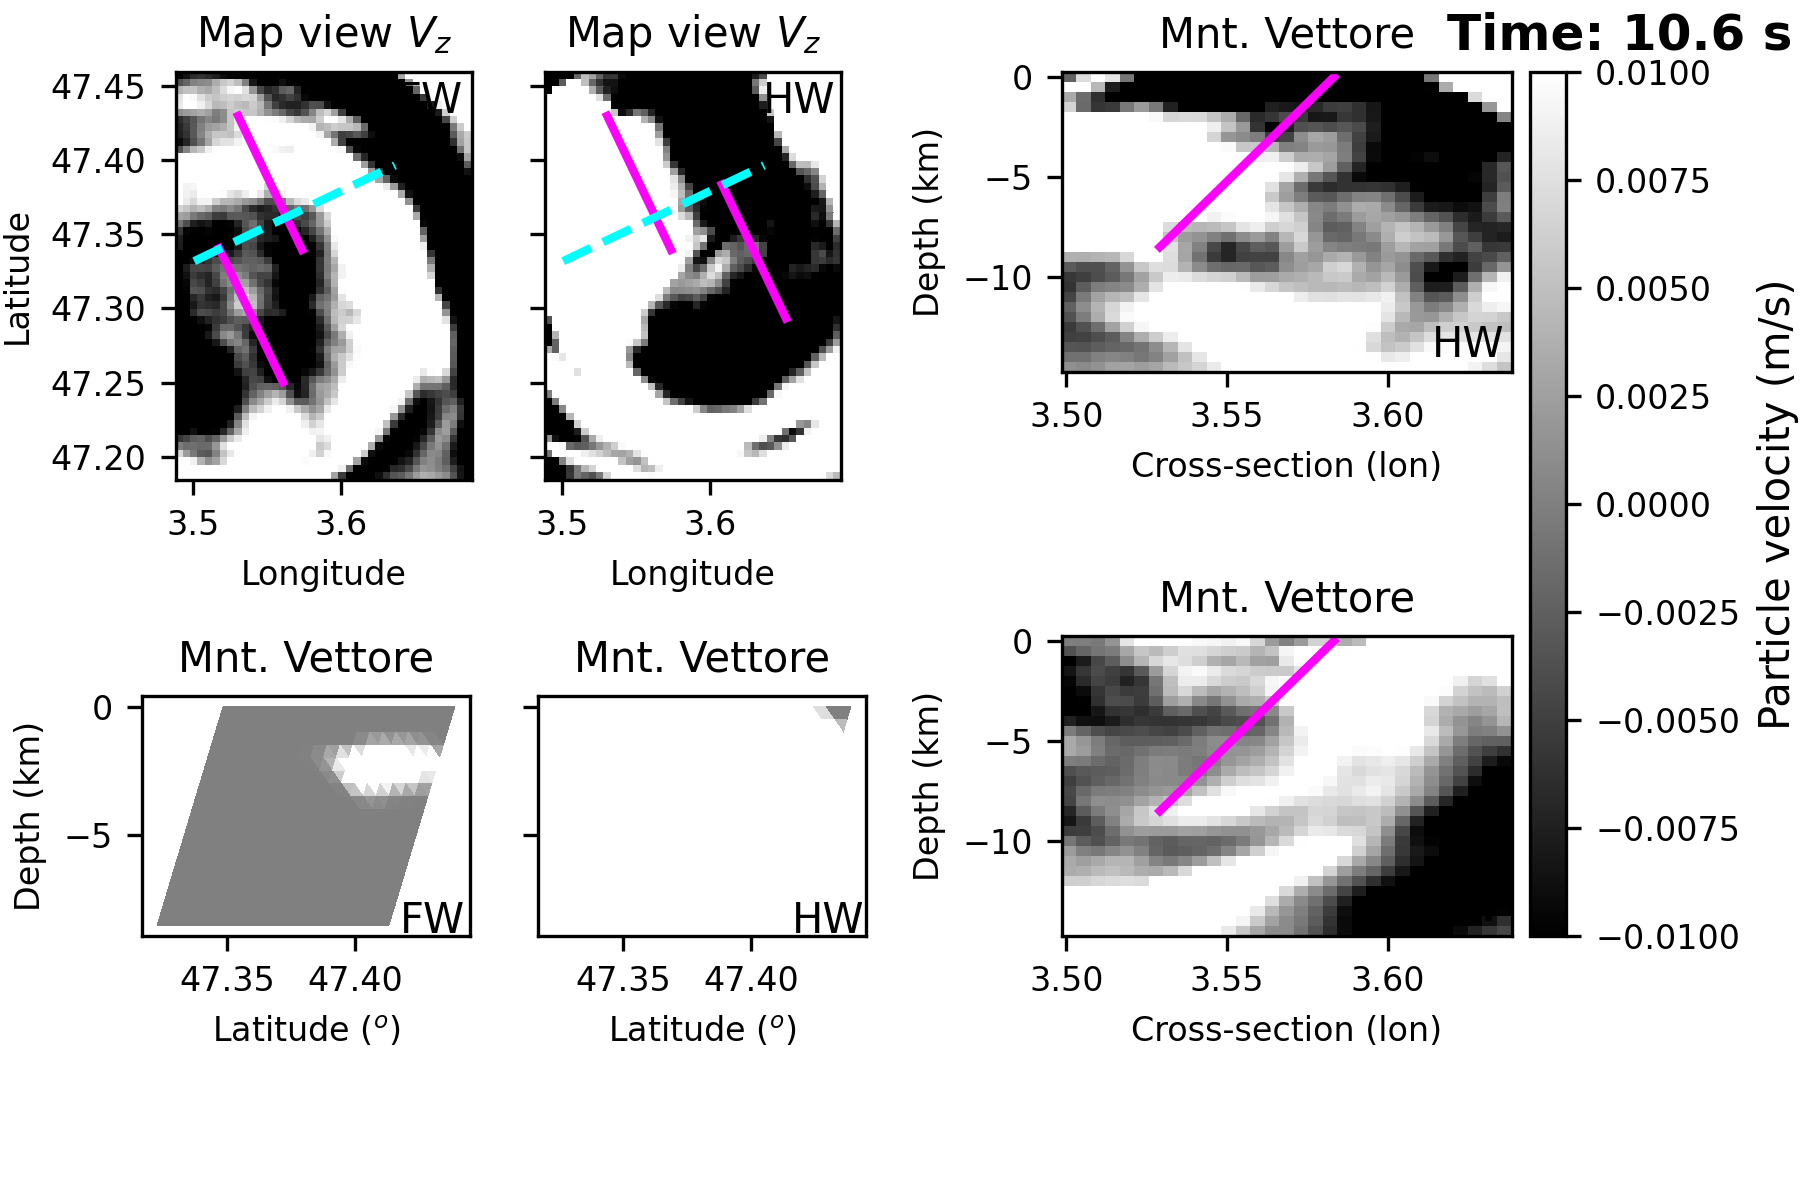 Map view Vz
Map view Vz
Mnt. Vettore
Time: 10.6 s
47.45
47.40
47.35
47.30
47.25
47.20
Latitude
3.5
3.6
Longitude
W
3.5
3.6
Longitude
HW
0
−5
−10
Depth (km)
HW
3.50
3.55
3.60
Cross-section (lon)
0.0100
0.0075
0.0050
0.0025
0.0000
−0.0025
−0.0050
−0.0075
−0.0100
Particle velocity (m/s)
Mnt. Vettore
0
−5
Depth (km)
FW
47.35
47.40
Latitude (o)
Mnt. Vettore
HW
47.35
47.40
Latitude (o)
Mnt. Vettore
0
−5
−10
Depth (km)
3.50
3.55
3.60
Cross-section (lon)